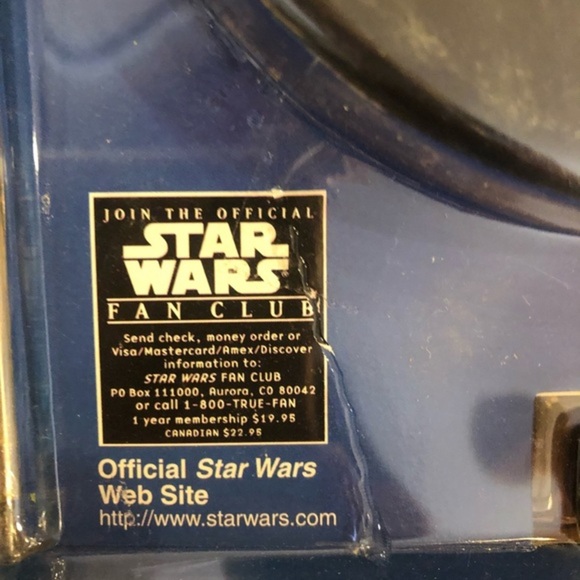 JOIN THE OFFICIAL
STAR
WARS
FAN CLUB
Send check, money order or
Visa/Mastercard/Amex/Discover
information to:
STAR WARS FAN CLUB
PO Box 111000, Aurora, CO 80042
or call 1-800-TRUE-FAN
1 year membership $19.95
CANADIAN $22.95
Official Star Wars
Web Site
http://www.starwars.com